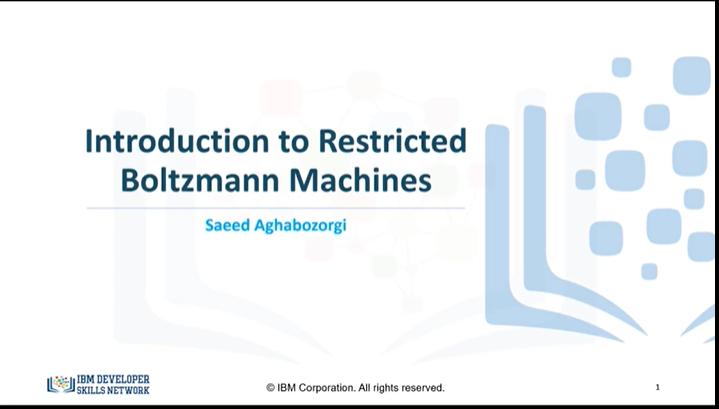 Introduction to Restricted
Boltzmann Machines
Saeed Aghabozorgi
IBM DEVELOPER
SKILLS NETWORK
© IBM Corporation. All rights reserved.
1